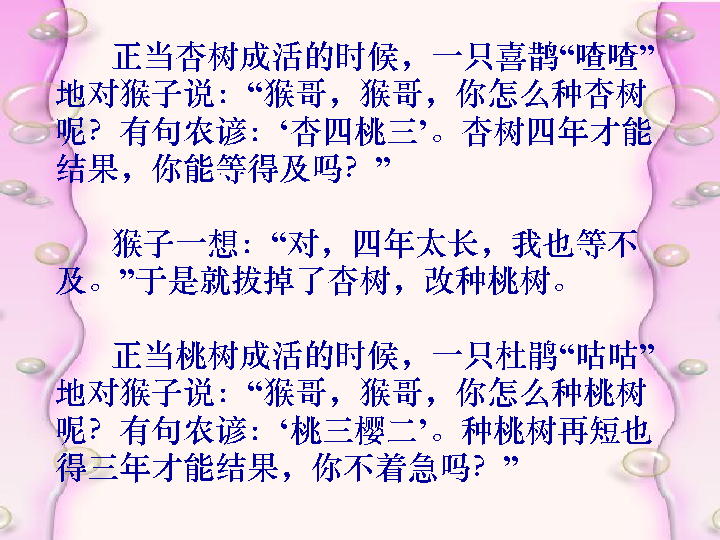 正当杏树成活的时候，一只喜鹊“喳喳”
地对猴子说：“猴哥，猴哥，你怎么种杏树
呢？有句农谚：‘杏四桃三’。杏树四年才能
结果，你能等得及吗？”
猴子一想：“对，四年太长，我也等不
及。”于是就拔掉了杏树，改种桃树。
正当桃树成活的时候，一只杜鹃“咕咕”
地对猴子说：“猴哥，猴哥，你怎么种桃树
呢？有句农谚：‘桃三樱二’。种桃树再短也
得三年才能结果，你不着急吗？”